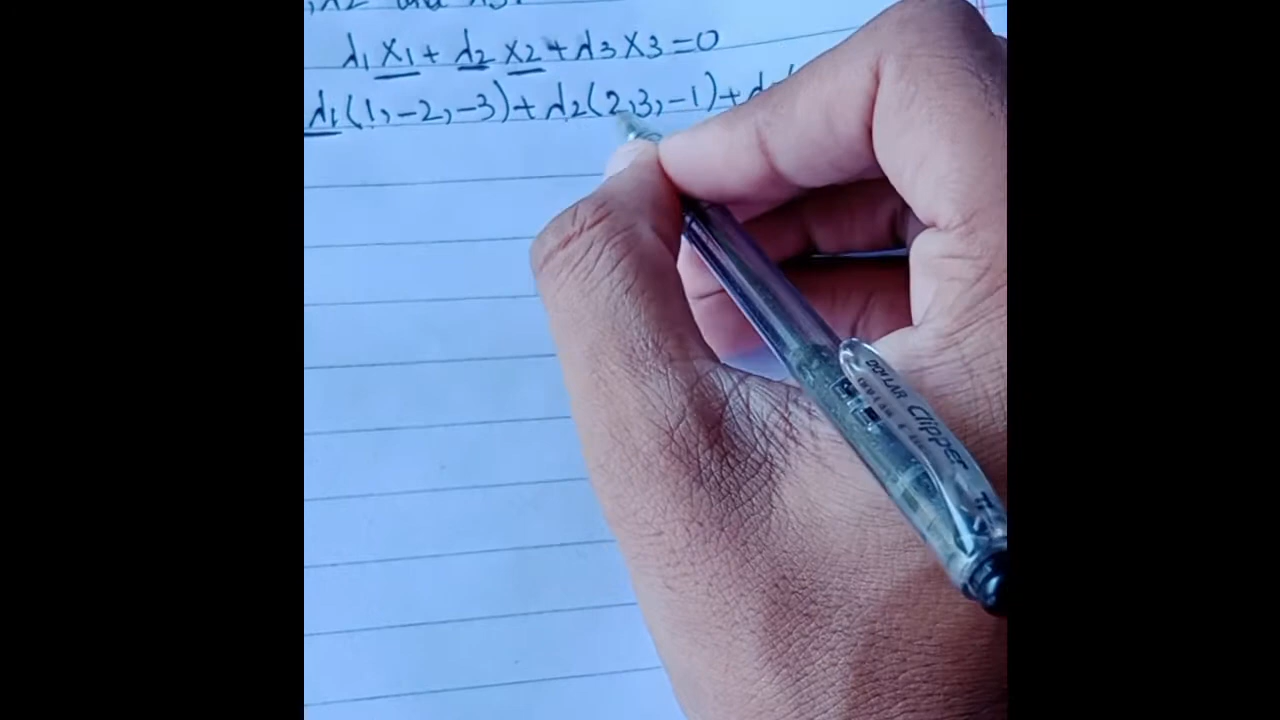 λ1 X1 + λ2 X2 + λ3 X3 = 0
λ1(1, -2, -3) + λ2(2, 3, -1) +
DOLLAR Clipper